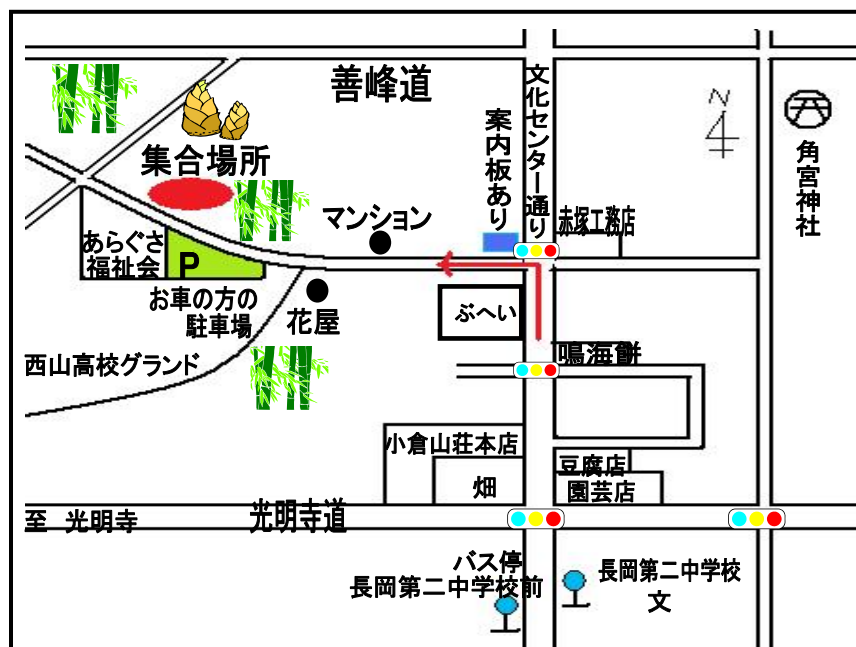 善峰道
文化センター通り
案内板あり
N
角宮神社
集合場所
マンション
赤塚工務店
あらぐさ
福祉会
P
お車の方の
駐車場
花屋
ぶへい
西山高校グランド
鳴海餅
小倉山荘本店
畑
豆腐店
園芸店
至 光明寺
光明寺道
バス停
長岡第二中学校前
長岡第二中学校
文